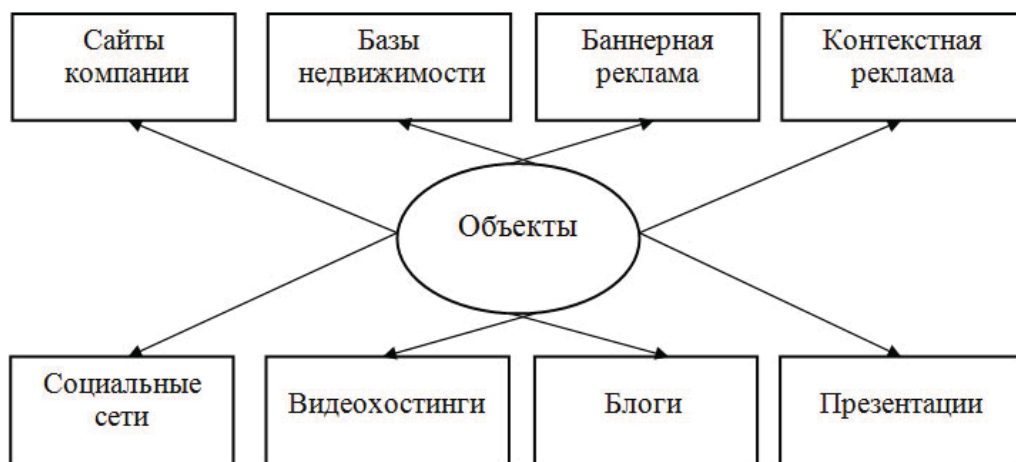 Сайты
компании
Базы
недвижимости
Баннерная
реклама
Контекстная
реклама
Объекты
Социальные
сети
Видеохостинги
Блоги
Презентации